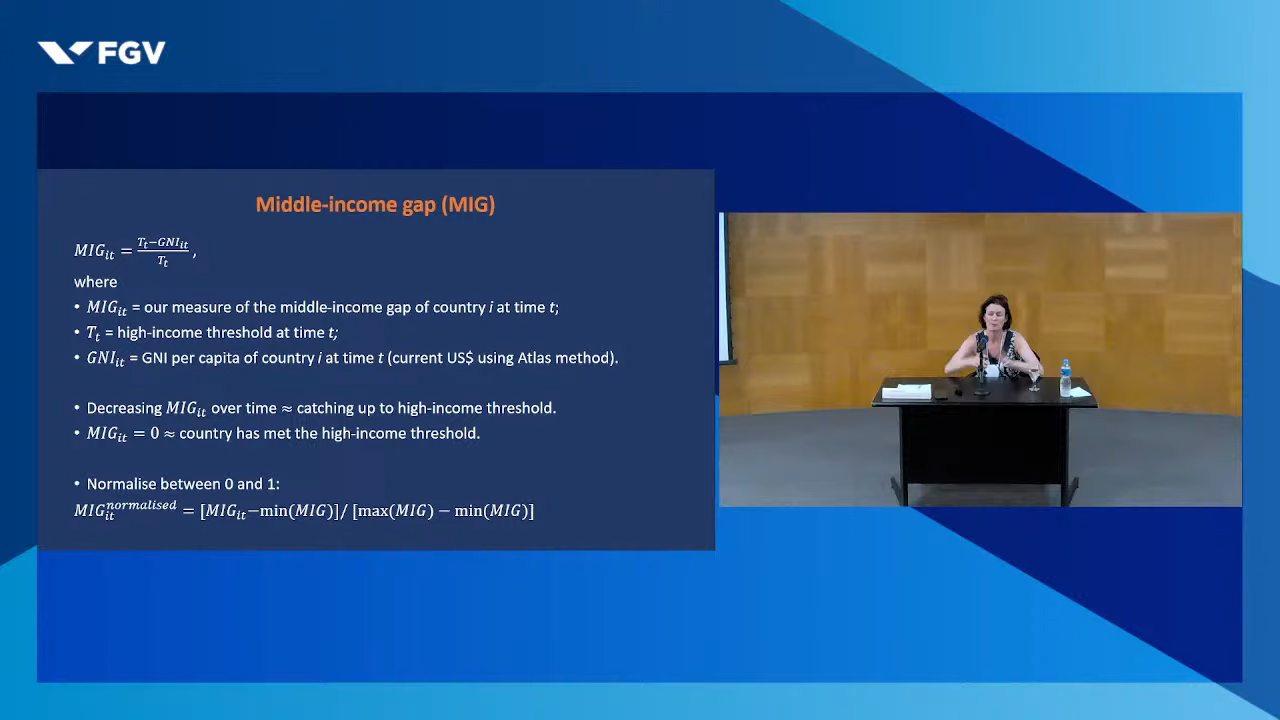 FGV
Middle-income gap (MIG)
MIG_it = (T_t−GNI_it)/T_t ,
where
• MIG_it = our measure of the middle-income gap of country i at time t;
• T_t = high-income threshold at time t;
• GNI_it = GNI per capita of country i at time t (current US$ using Atlas method).
• Decreasing MIG_it over time ≈ catching up to high-income threshold.
• MIG_it = 0 ≈ country has met the high-income threshold.
• Normalise between 0 and 1:
MIG_it^normalised = [MIG_it−min(MIG)]/ [max(MIG) − min(MIG)]